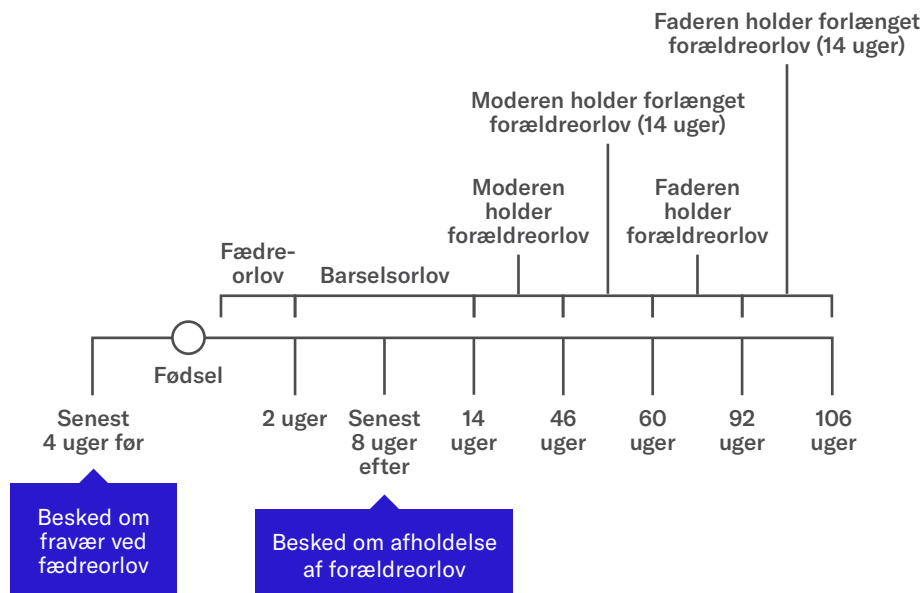 Faderen holder forlænget
forældreorlov (14 uger)
Moderen holder forlænget
forældreorlov (14 uger)
Moderen
holder
forældreorlov
Faderen
holder
forældreorlov
Fædre-
orlov
Barselsorlov
Fødsel
Senest
4 uger før
2 uger
Senest
8 uger
efter
14
uger
46
uger
60
uger
92
uger
106
uger
Besked om
fravær ved
fædreorlov
Besked om afholdelse
af forældreorlov